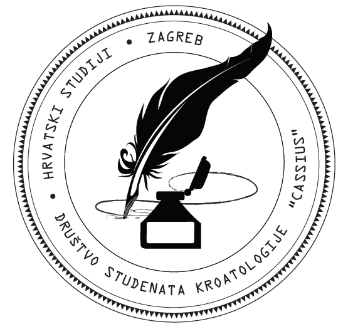 • HRVATSKI STUDIJI • ZAGREB
DRUŠTVO STUDENATA KROATOLOGIJE "CASSIUS"